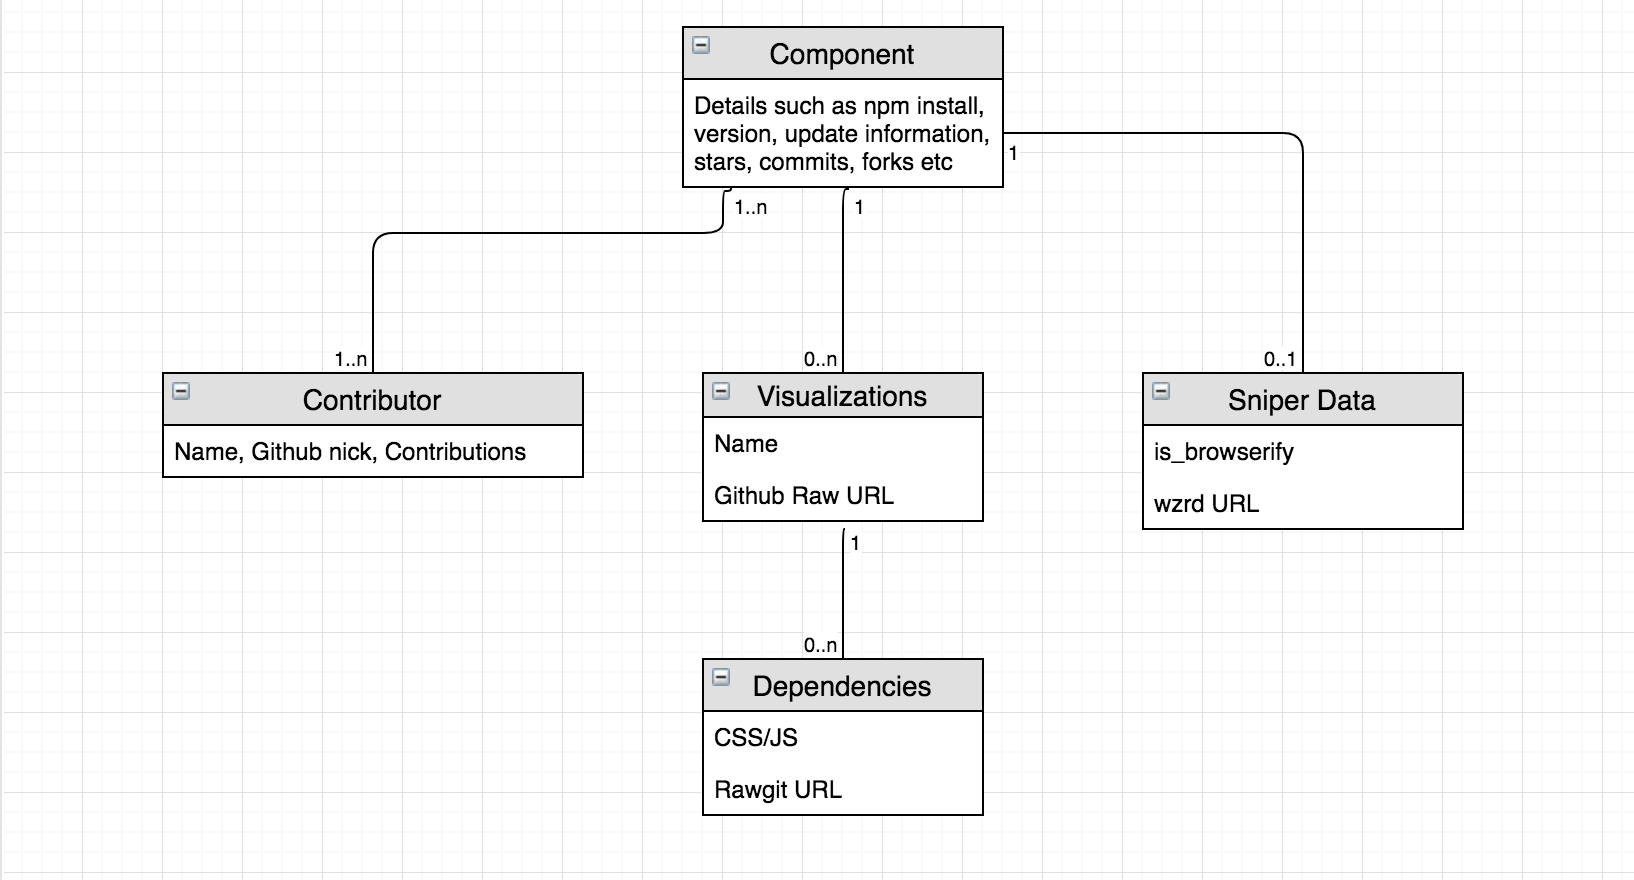 Component
Details such as npm install,
version, update information,
stars, commits, forks etc
1
1..n
1
1..n
0..n
0..1
Contributor
Name, Github nick, Contributions
Visualizations
Name
Github Raw URL
Sniper Data
is_browserify
wzrd URL
1
0..n
Dependencies
CSS/JS
Rawgit URL